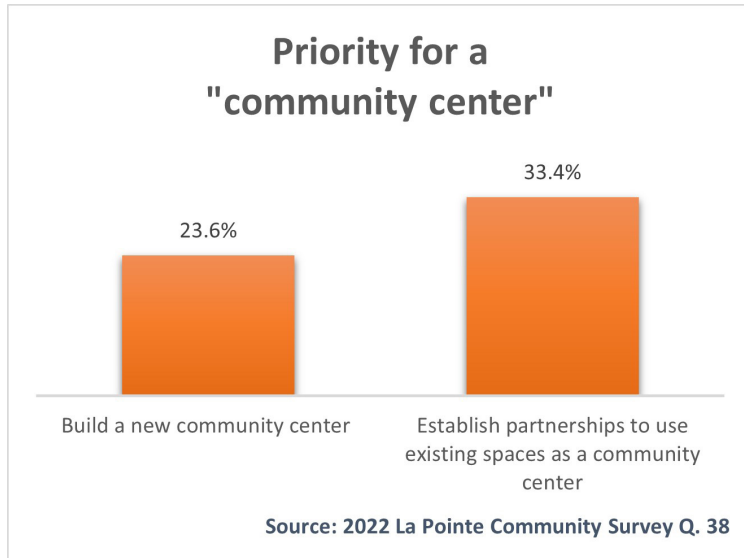 Priority for a
"community center"
23.6%
33.4%
Build a new community center
Establish partnerships to use
existing spaces as a community
center
Source: 2022 La Pointe Community Survey Q. 38